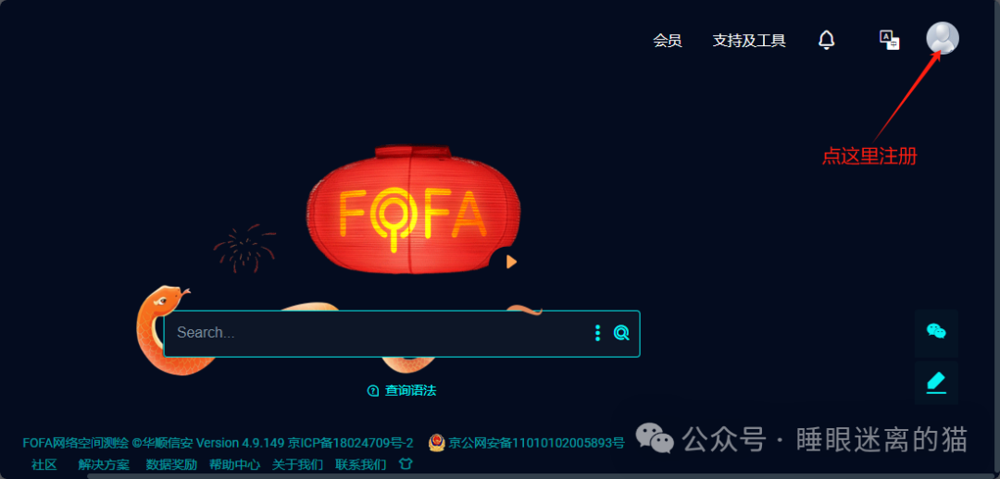 会员 支持及工具
点这里注册
FOFA
Search...
查询语法
FOFA网络空间测绘 ©华顺信安 Version 4.9.149 京ICP备18024709号-2 京公网安备11010102005893号
公众号 · 睡眼迷离的猫
社区 解决方案 数据奖励 帮助中心 关于我们 联系我们